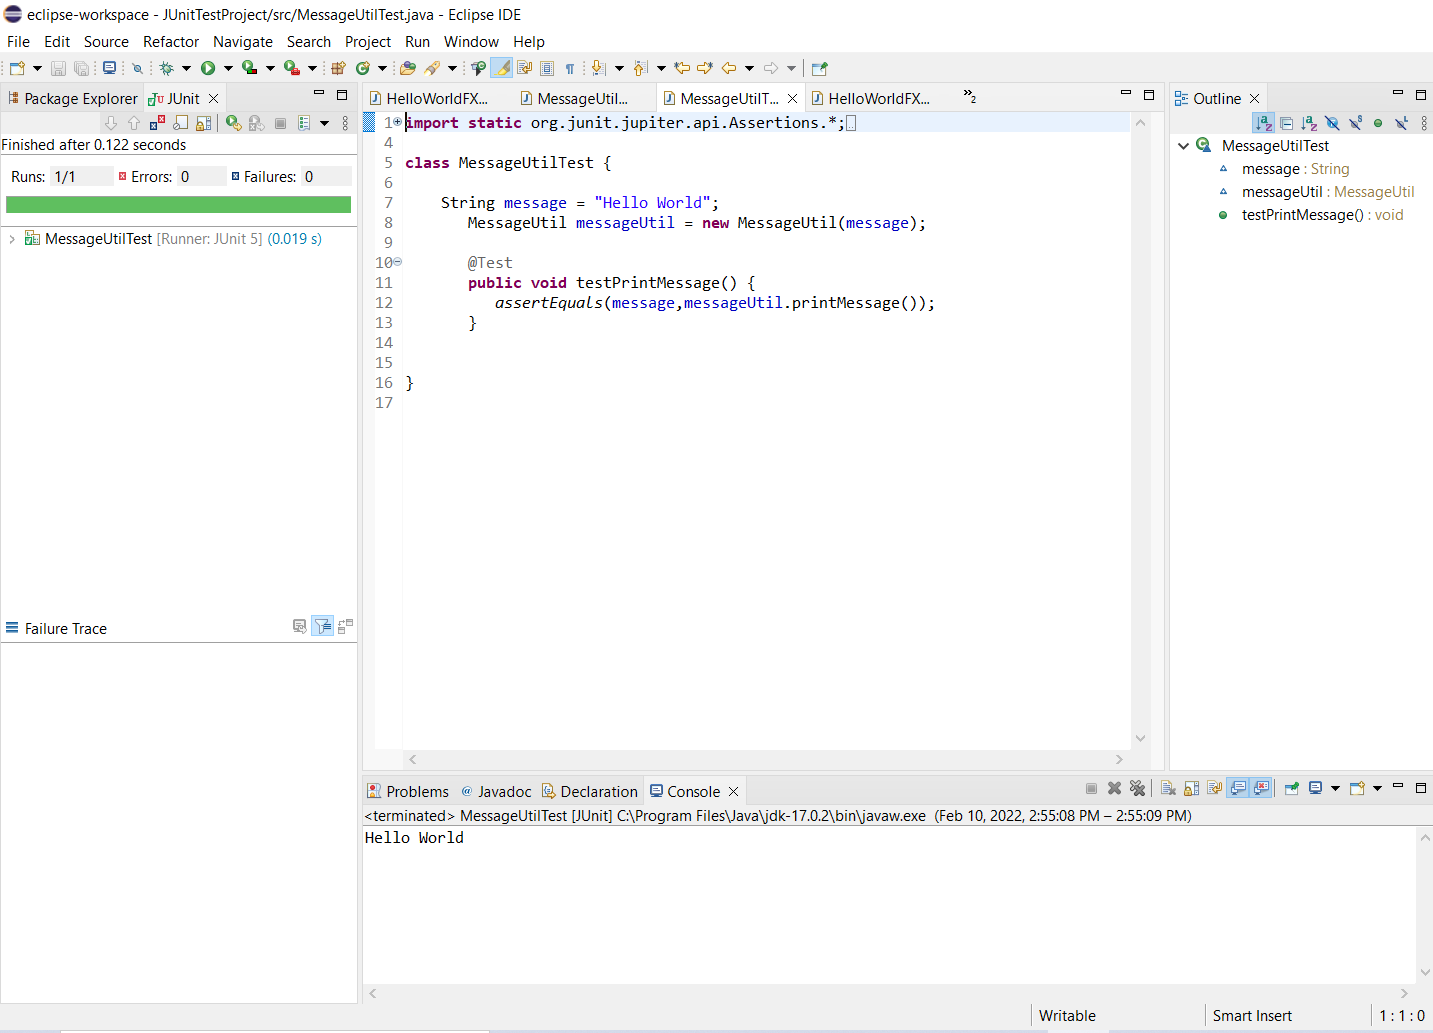 eclipse-workspace - JUnitTestProject/src/MessageUtilTest.java - Eclipse IDE
File Edit Source Refactor Navigate Search Project Run Window Help
Package Explorer JUnit
Finished after 0.122 seconds
Runs: 1/1 Errors: 0 Failures: 0
MessageUtilTest [Runner: JUnit 5] (0.019 s)
Failure Trace
HelloWorldFX... MessageUtil... MessageUtilT... HelloWorldFX... »2
1 import static org.junit.jupiter.api.Assertions.*;
4
5 class MessageUtilTest {
6
7 String message = "Hello World";
8 MessageUtil messageUtil = new MessageUtil(message);
9
10 @Test
11 public void testPrintMessage() {
12 assertEquals(message,messageUtil.printMessage());
13 }
14
15
16 }
17
Outline
MessageUtilTest
message : String
messageUtil : MessageUtil
testPrintMessage() : void
Problems @ Javadoc Declaration Console
<terminated> MessageUtilTest [JUnit] C:\Program Files\Java\jdk-17.0.2\bin\javaw.exe (Feb 10, 2022, 2:55:08 PM – 2:55:09 PM)
Hello World
Writable Smart Insert 1 : 1 : 0